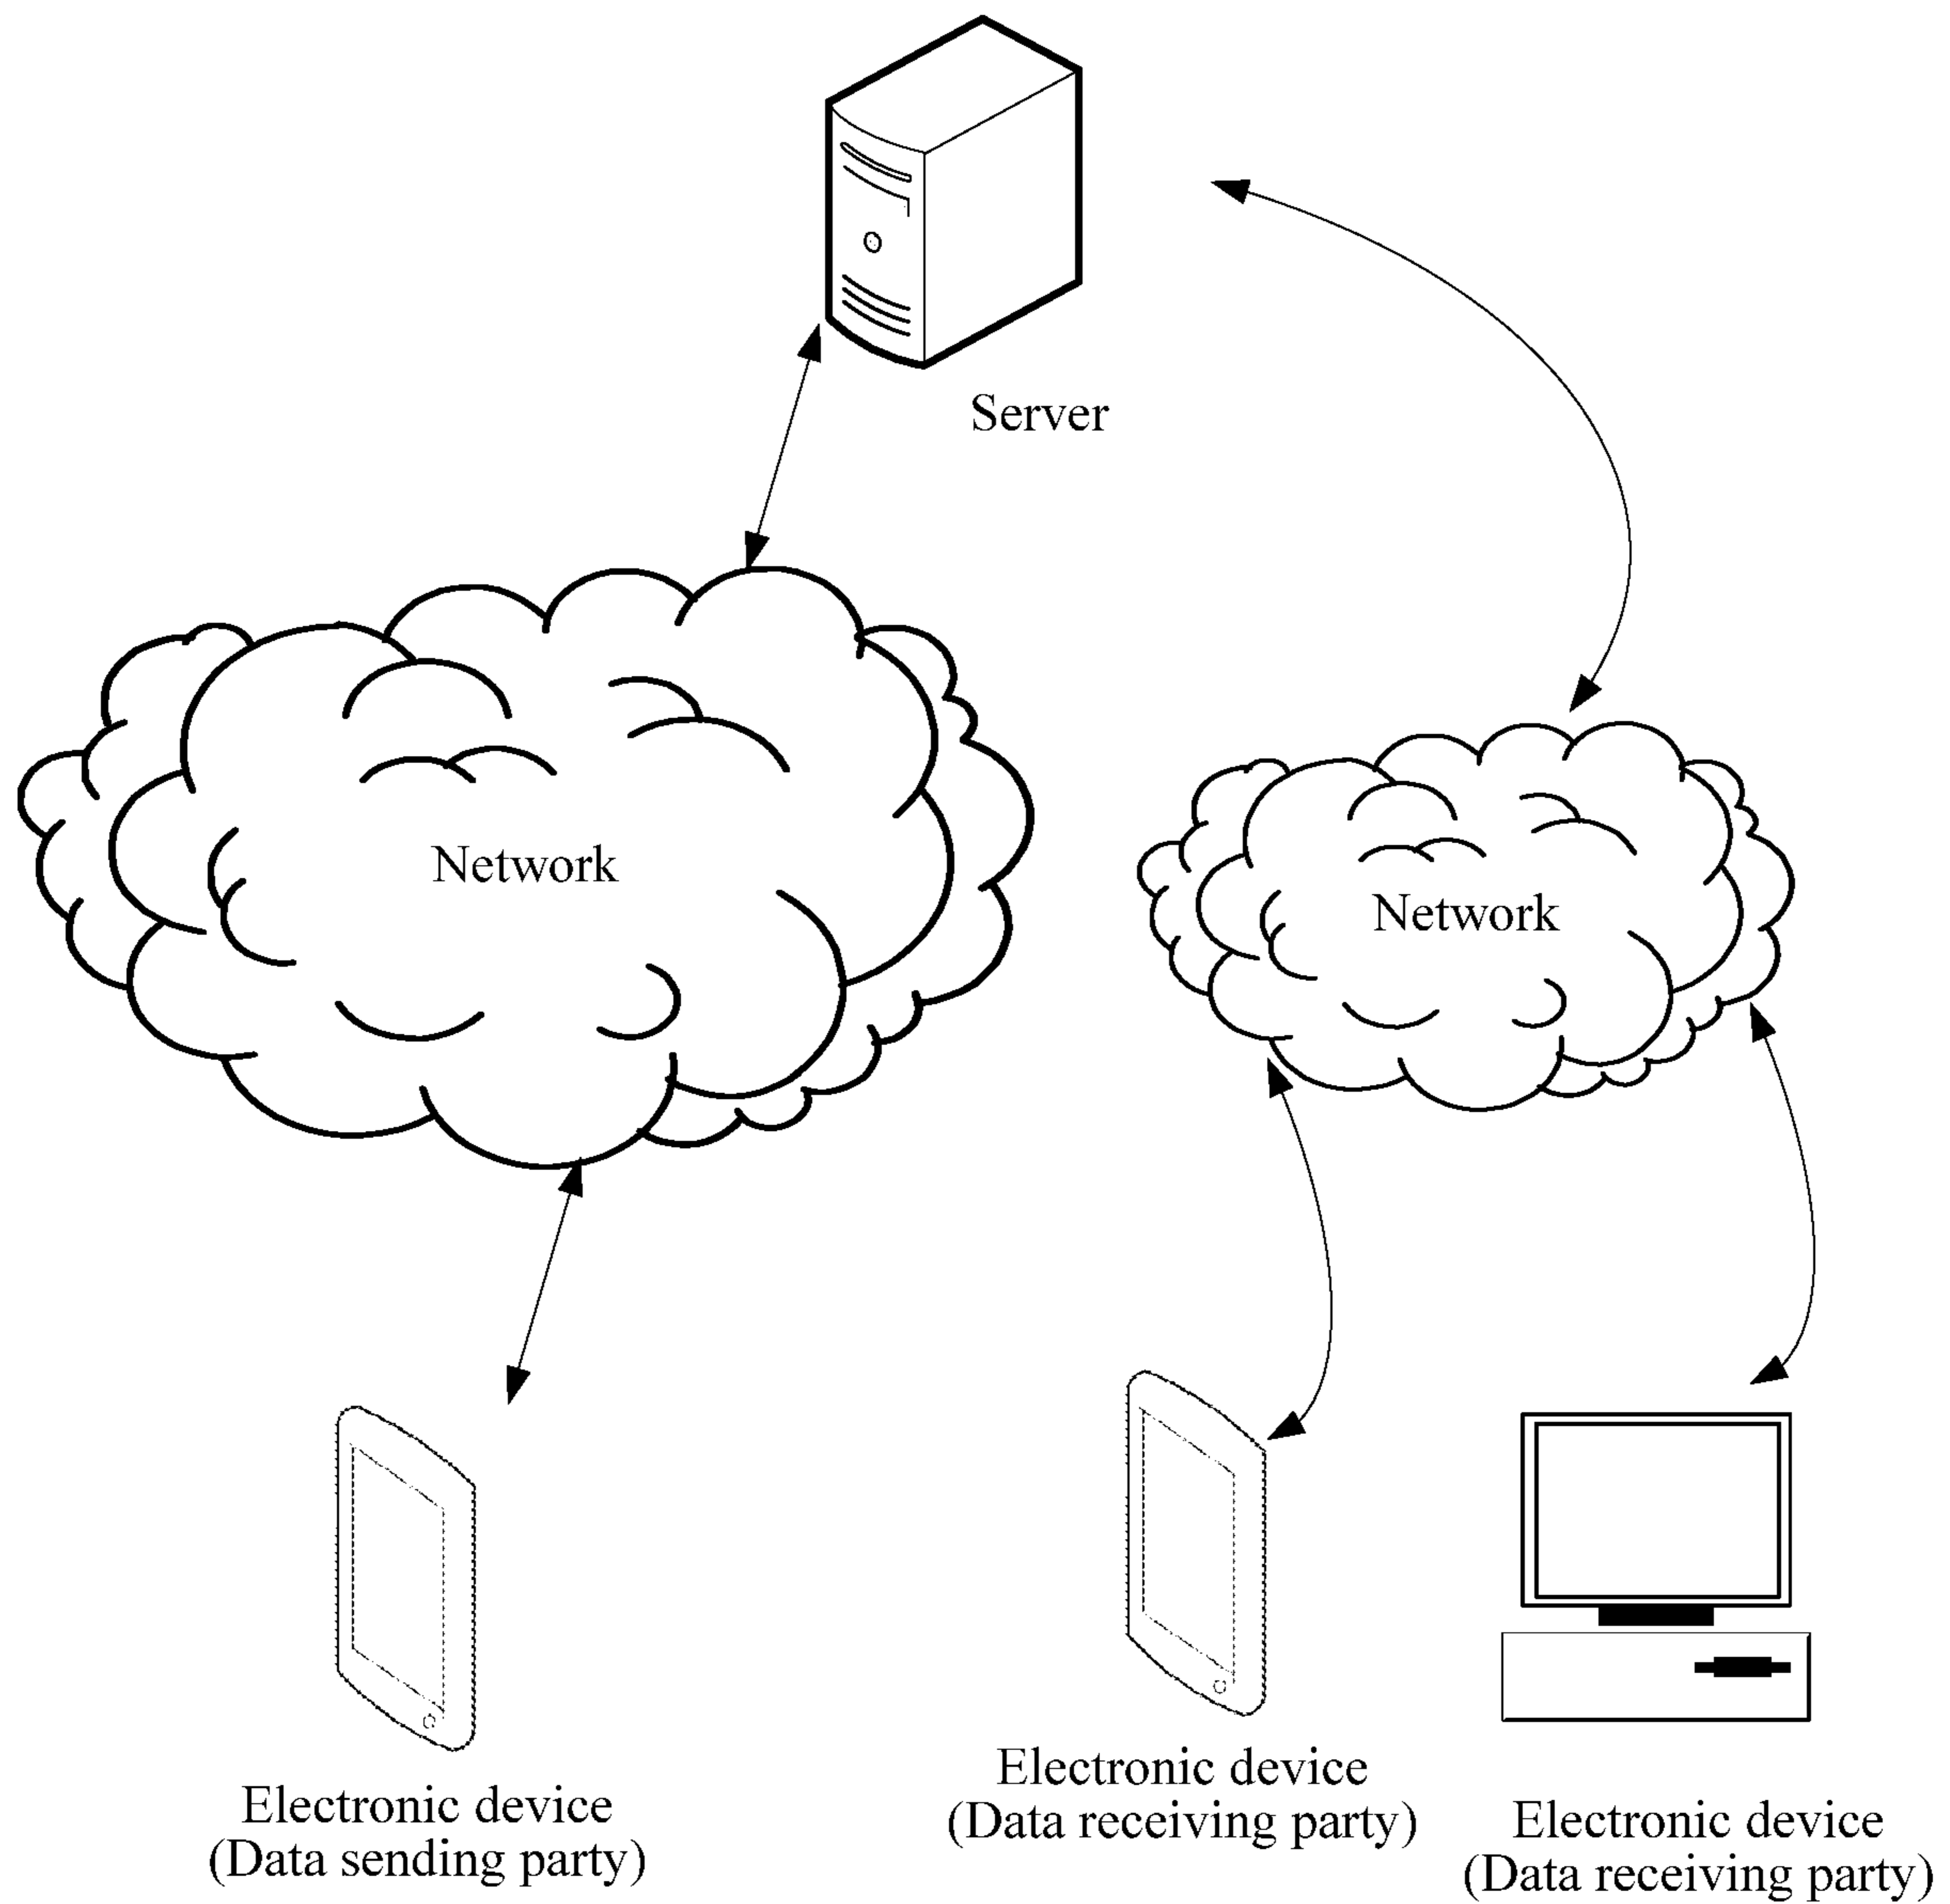 Server
Network
Network
Electronic device
(Data sending party)
Electronic device
(Data receiving party)
Electronic device
(Data receiving party)